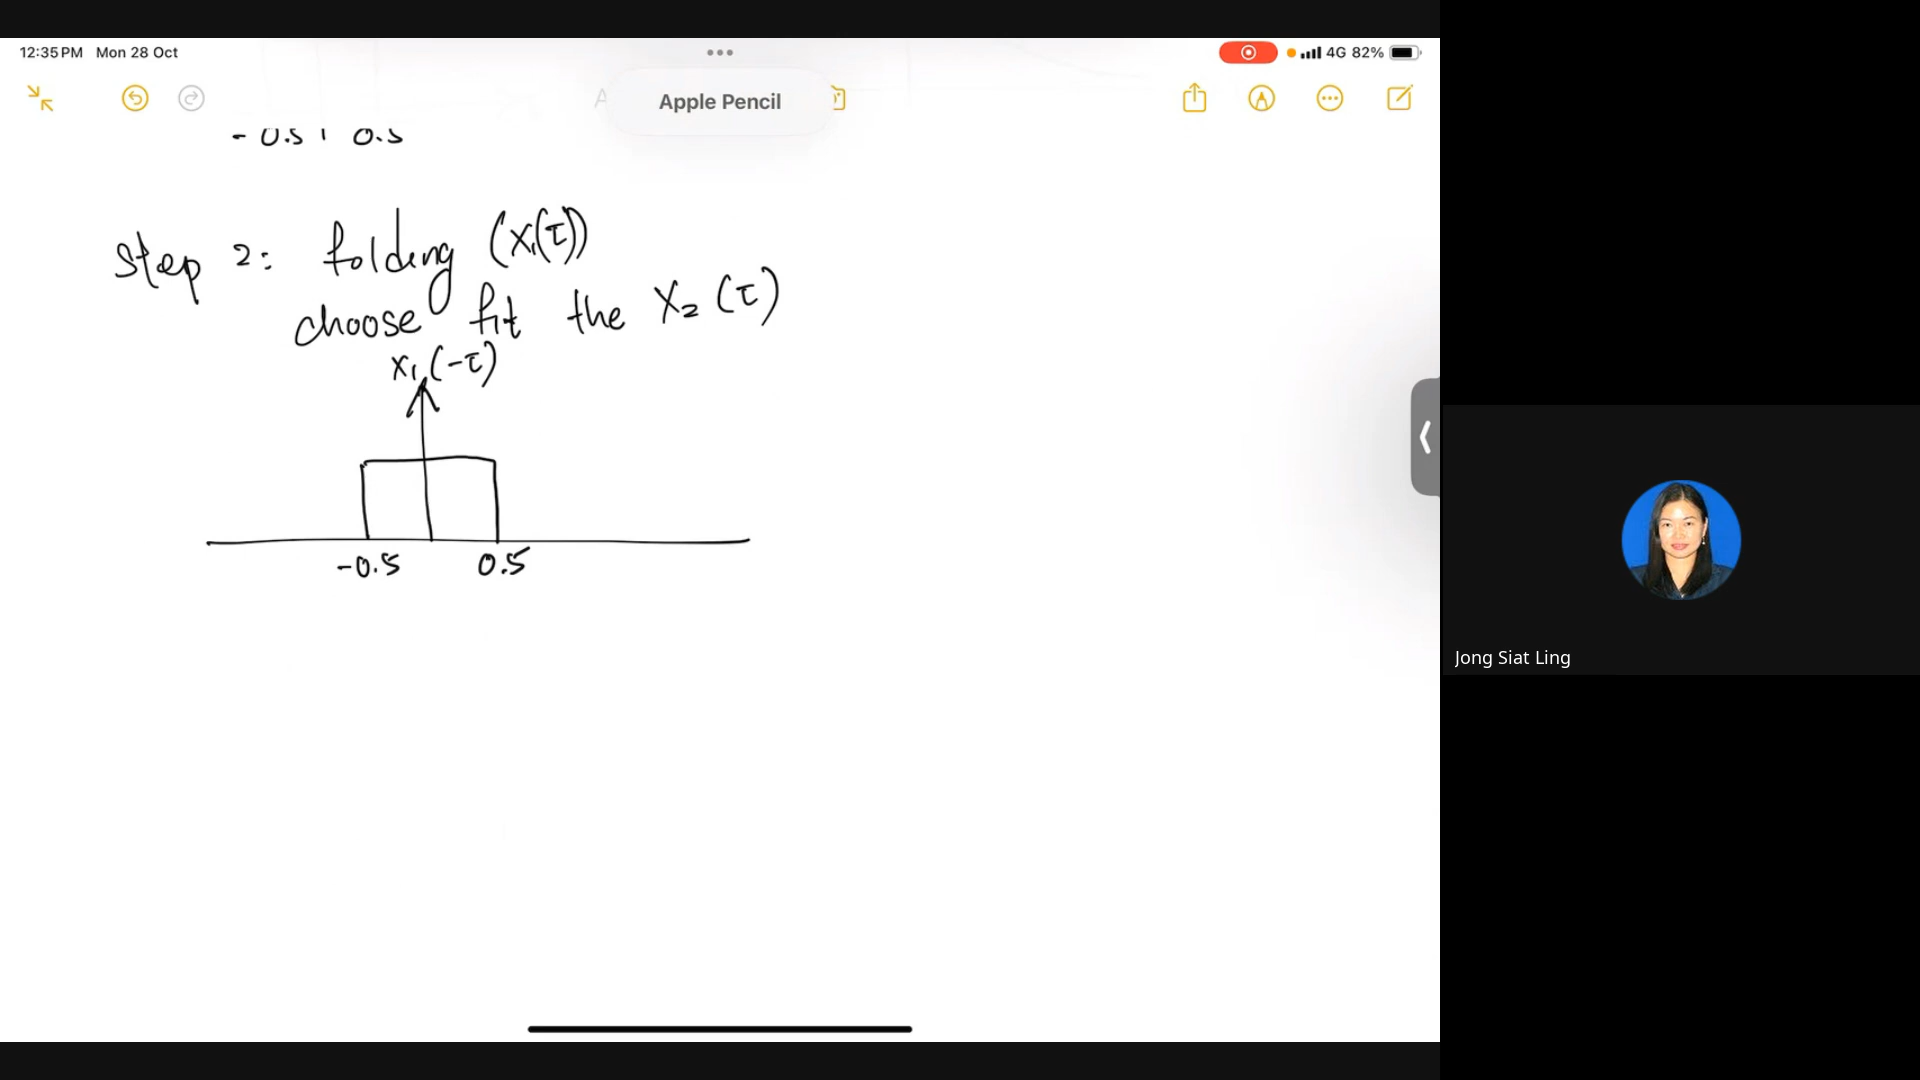 12:35 PM Mon 28 Oct
4G 82%
Apple Pencil
-0.5 0.5
Step 2: folding (x₁(τ))
choose fit the X₂(τ)
x₁(-τ)
-0.5 0.5
Jong Siat Ling